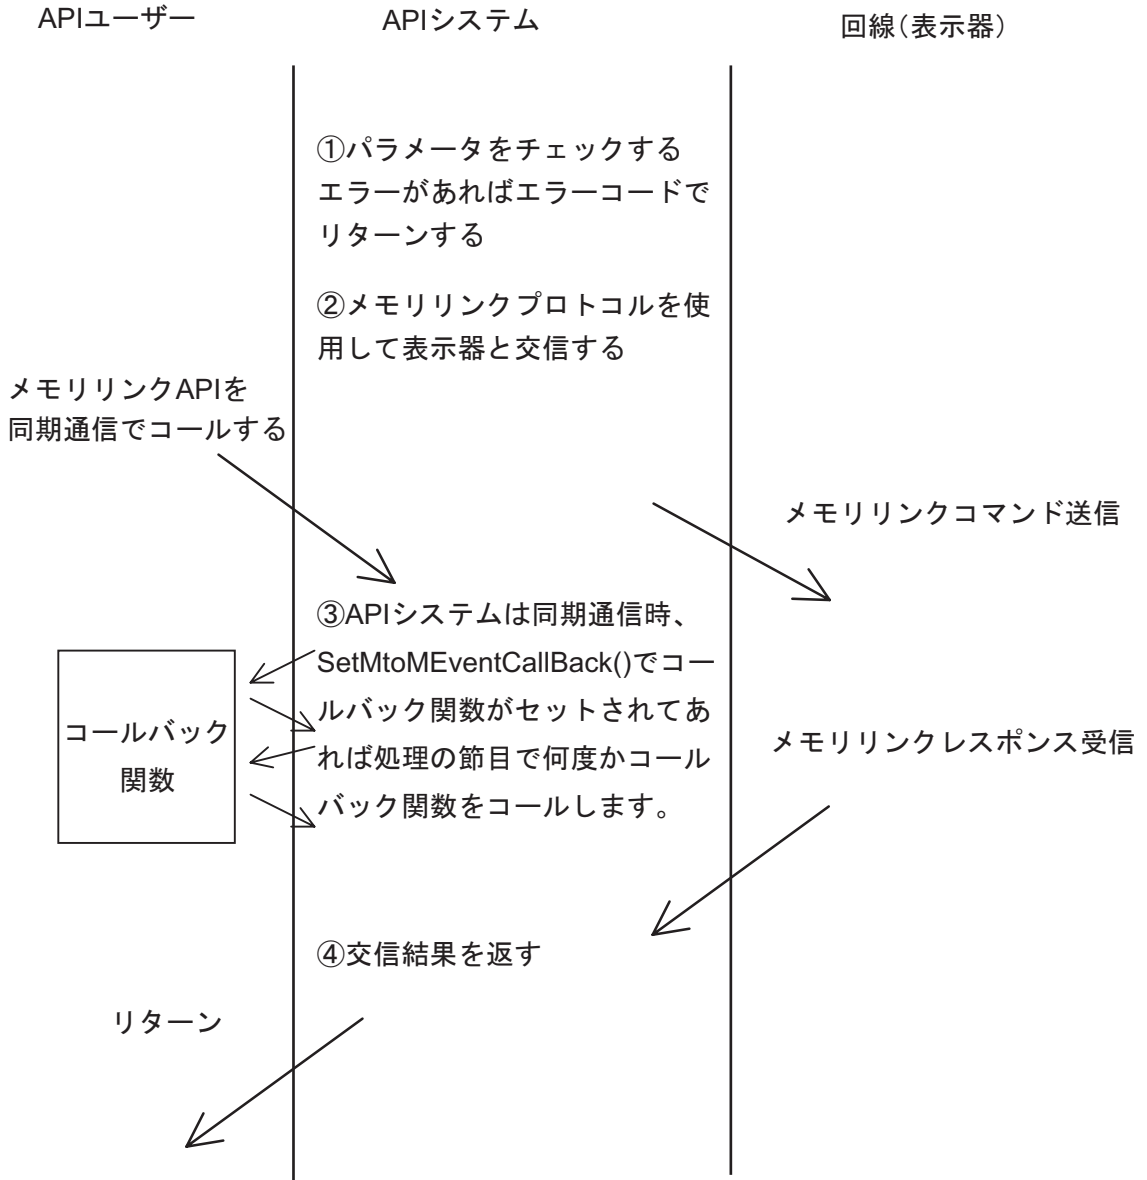 APIユーザー
APIシステム
回線（表示器）
①パラメータをチェックする
エラーがあればエラーコードで
リターンする
②メモリリンクプロトコルを使
用して表示器と交信する
メモリリンクAPIを
同期通信でコールする
メモリリンクコマンド送信
③APIシステムは同期通信時、
SetMtoMEventCallBack()でコー
ルバック関数がセットされてあ
れば処理の節目で何度かコール
バック関数をコールします。
コールバック
関数
メモリリンクレスポンス受信
④交信結果を返す
リターン